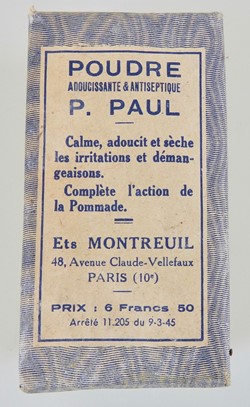 POUDRE
ADOUCISSANTE & ANTISEPTIQUE
P. PAUL
Calme, adoucit et sèche
les irritations et déman-
geaisons.
Complète l'action de
la Pommade.
Ets MONTREUIL
48, Avenue Claude-Vellefaux
PARIS (10e)
PRIX : 6 Francs 50
Arrêté 11.205 du 9-3-45